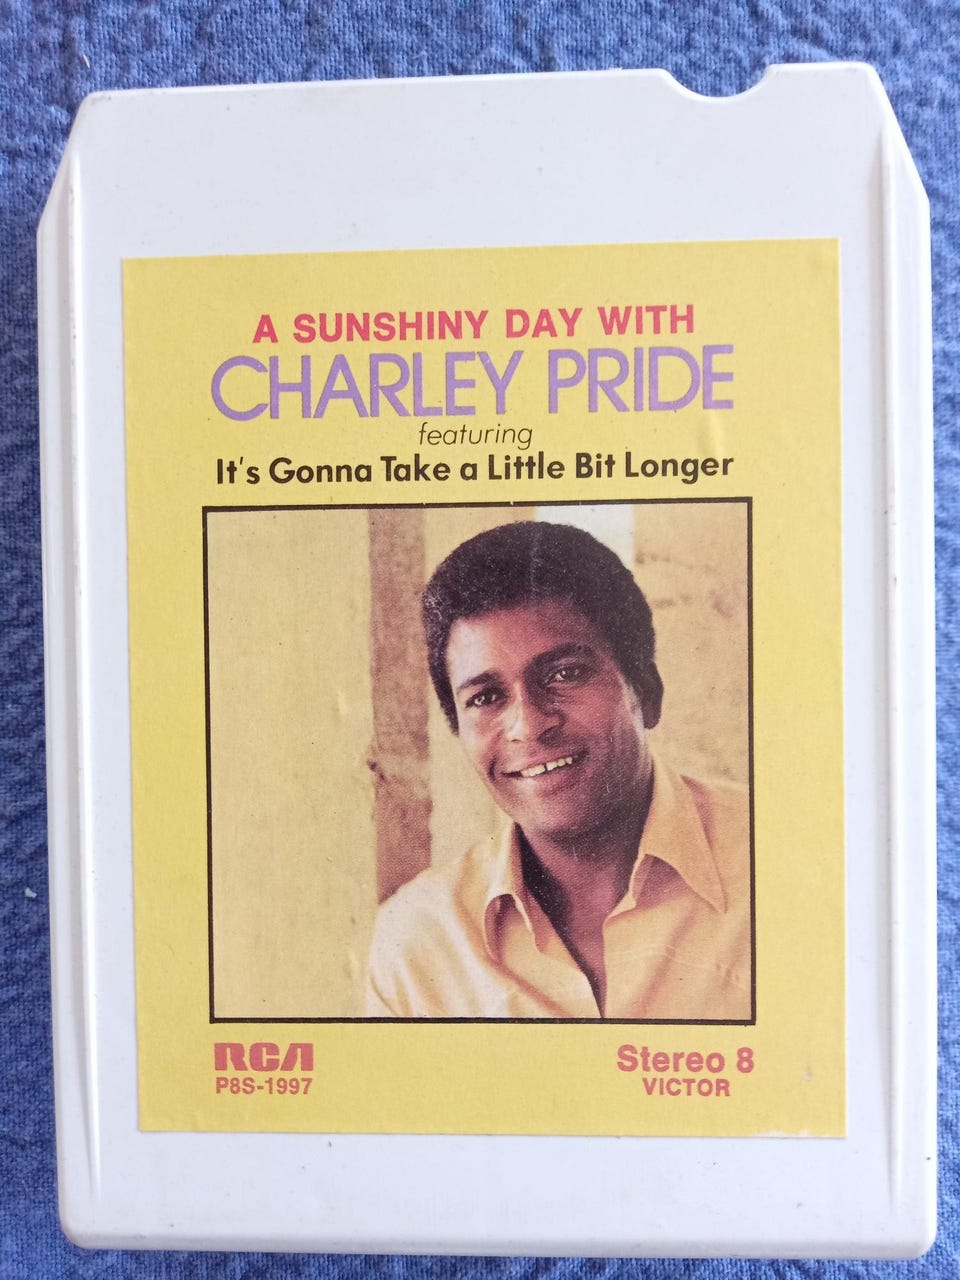 A SUNSHINY DAY WITH
CHARLEY PRIDE
featuring
It's Gonna Take a Little Bit Longer
RCA
P8S-1997
Stereo 8
VICTOR